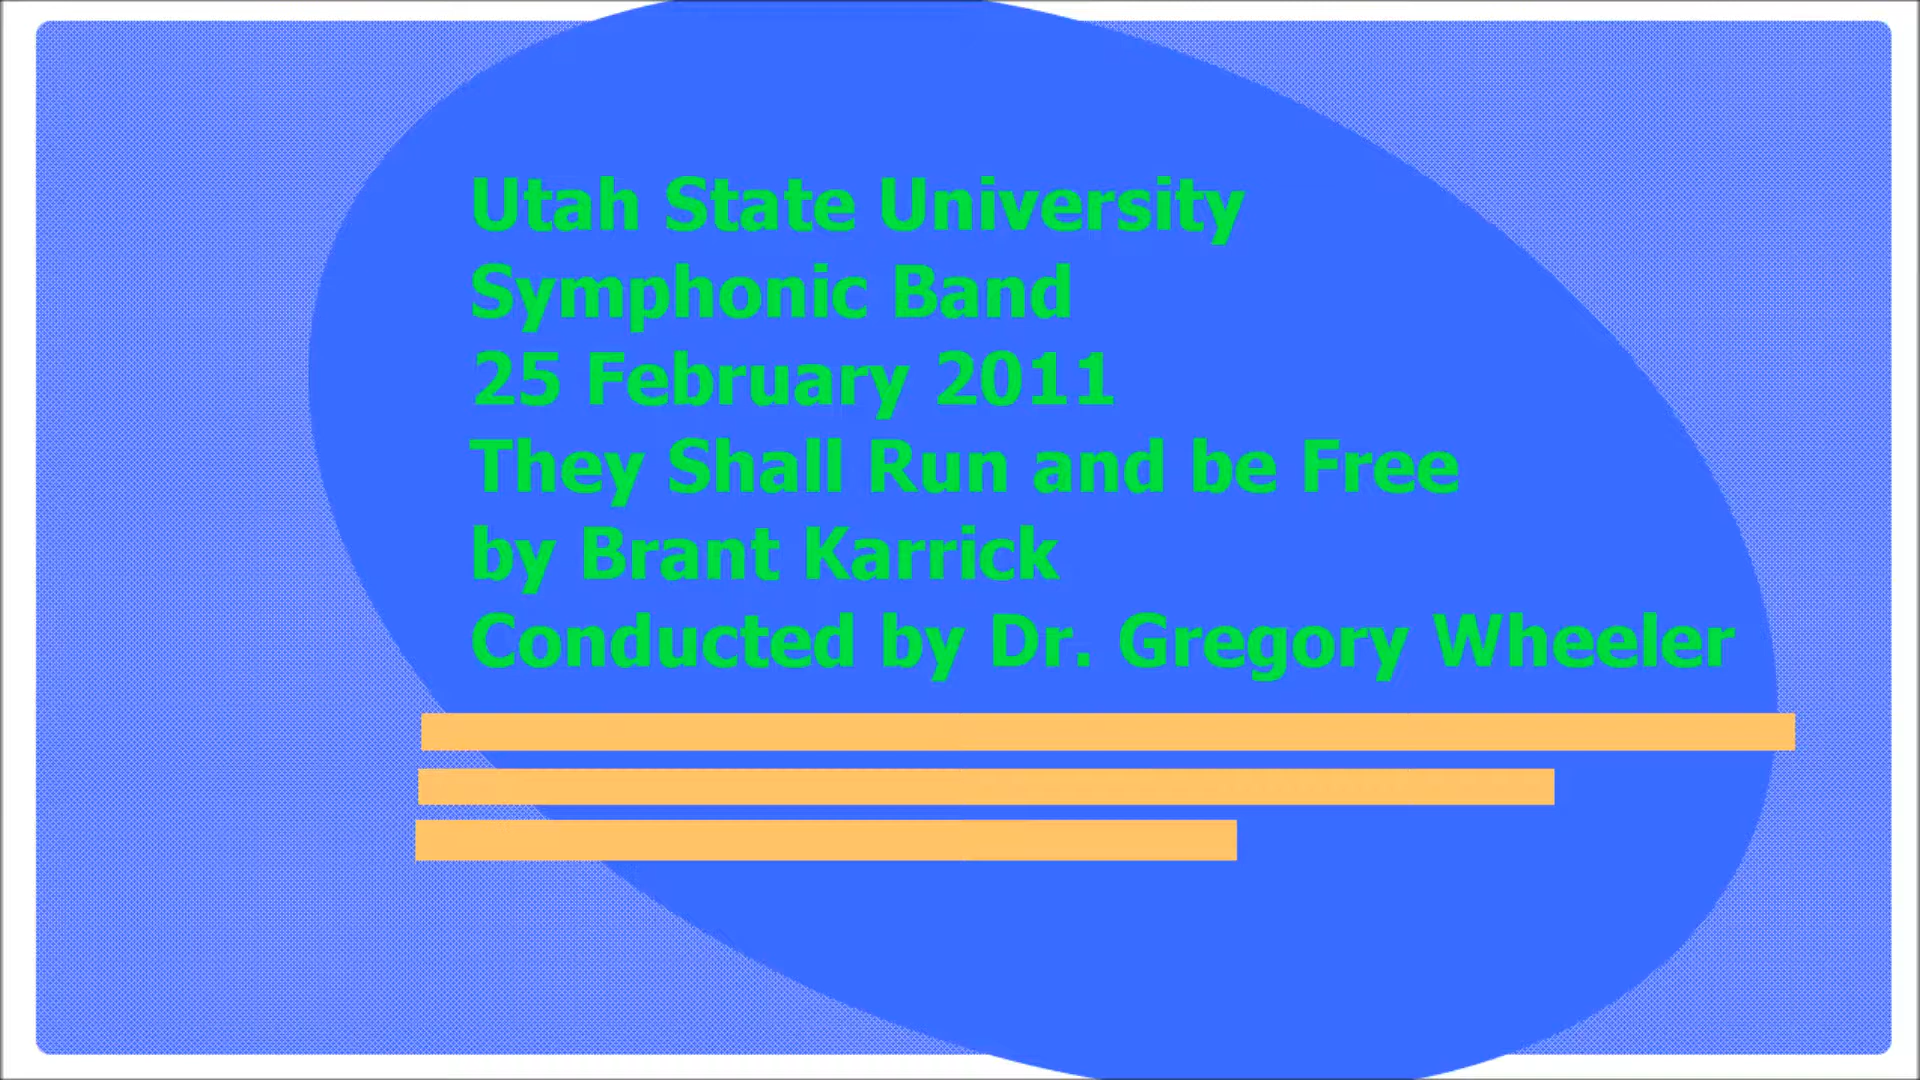 Utah State University
Symphonic Band
25 February 2011
They Shall Run and be Free
by Brant Karrick
Conducted by Dr. Gregory Wheeler